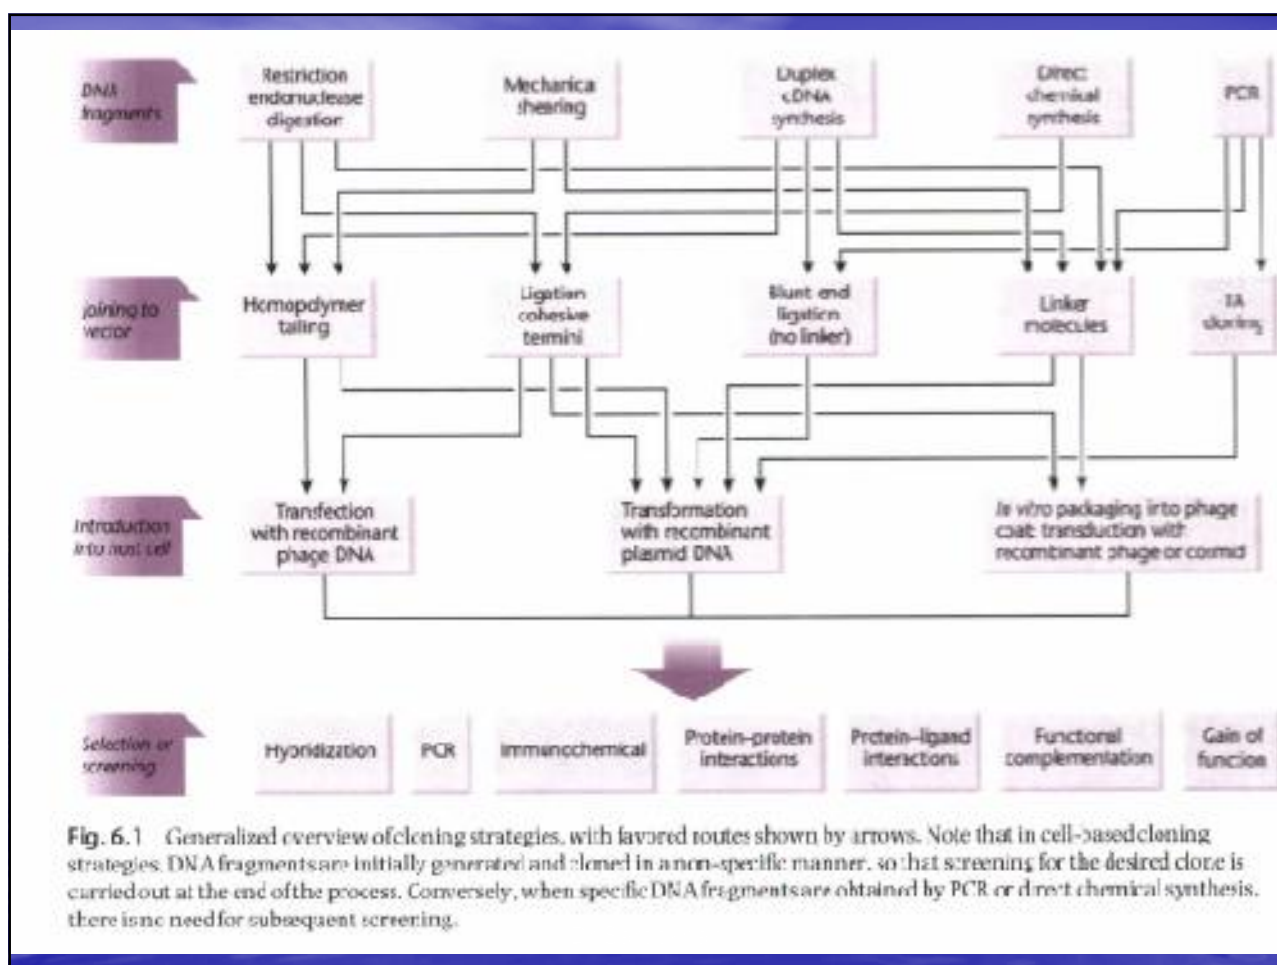 DNA
fragments
Restriction
endonuclease
digestion
Mechanical
shearing
Duplex
cDNA
synthesis
Direct
chemical
synthesis
PCR
Joining to
vector
Homopolymer
tailing
Ligation
cohesive
termini
Blunt end
ligation
(no linker)
Linker
molecules
TA
cloning
Introduction
into host cell
Transfection
with recombinant
phage DNA
Transformation
with recombinant
plasmid DNA
In vitro packaging into phage
coat: transduction with
recombinant phage or cosmid
Selection or
screening
Hybridization
PCR
Immunochemical
Protein–protein
interactions
Protein–ligand
interactions
Functional
complementation
Gain of
function
Fig. 6.1 Generalized overview of cloning strategies, with favored routes shown by arrows. Note that in cell-based cloning
strategies, DNA fragments are initially generated and cloned in a non-specific manner, so that screening for the desired clone is
carried out at the end of the process. Conversely, when specific DNA fragments are obtained by PCR or direct chemical synthesis,
there is no need for subsequent screening.